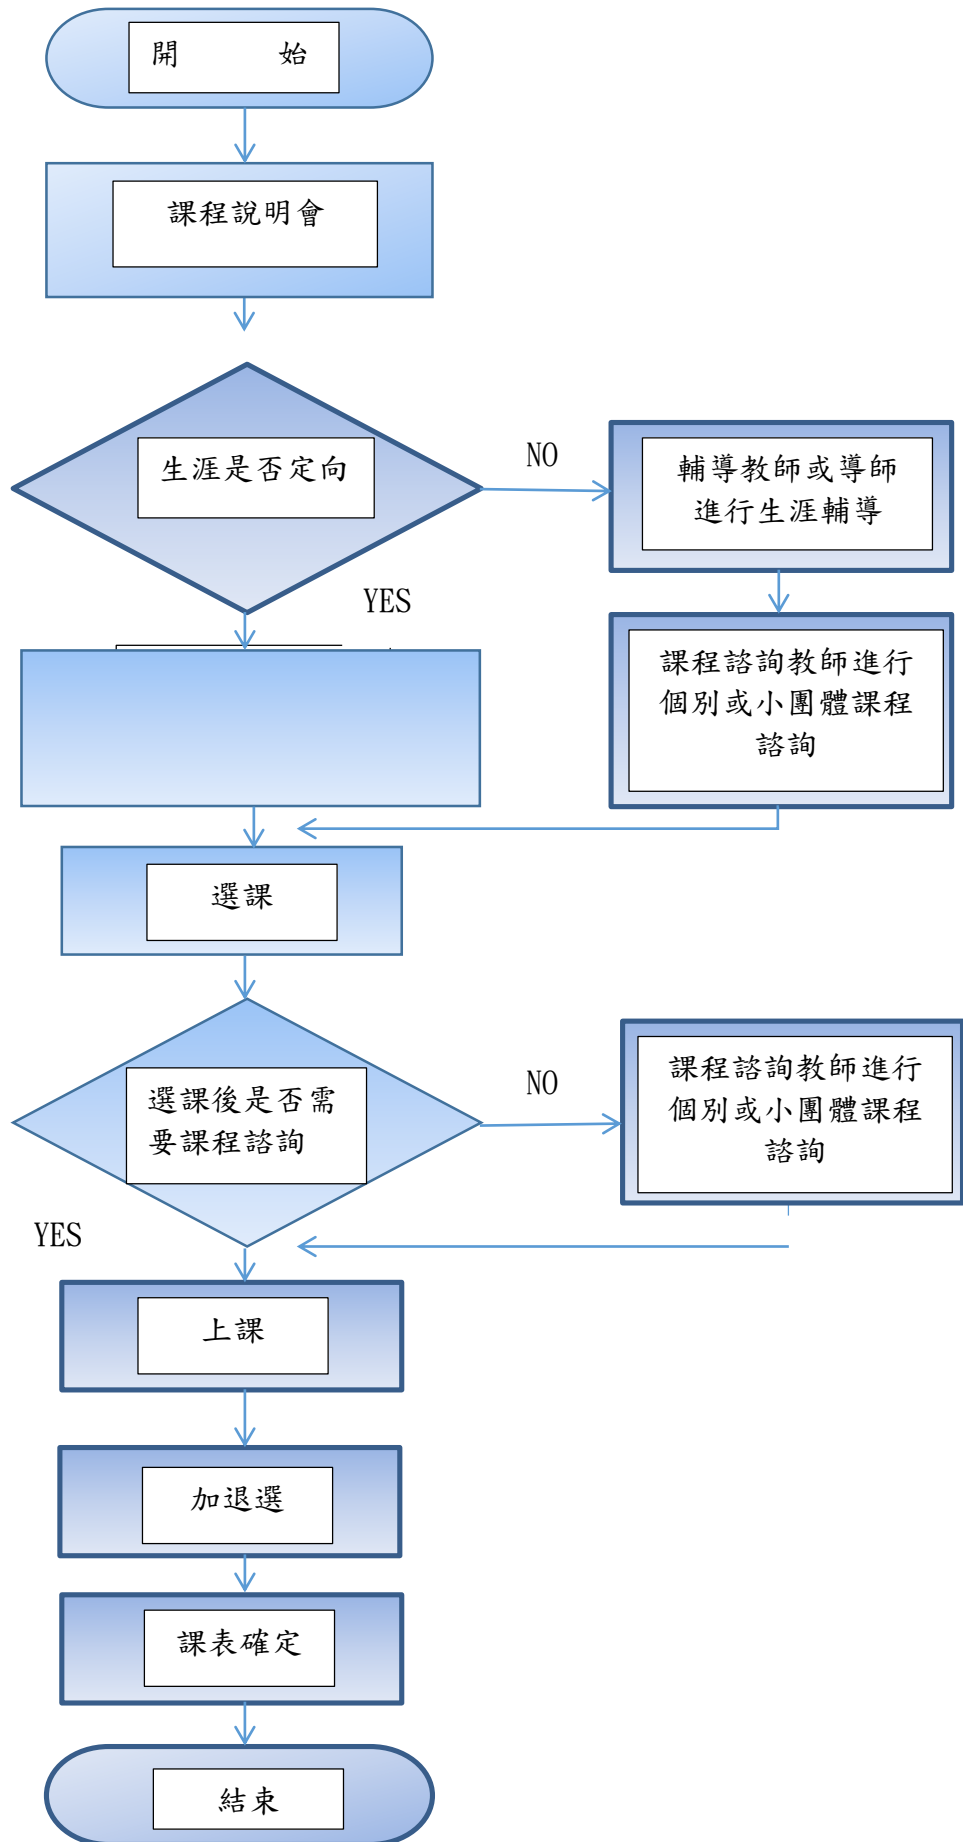 開　　　始
課程說明會
生涯是否定向
NO
輔導教師或導師
進行生涯輔導
YES
課程諮詢教師進行
個別或小團體課程
諮詢
選課
選課後是否需
要課程諮詢
NO
課程諮詢教師進行
個別或小團體課程
諮詢
YES
上課
加退選
課表確定
結束